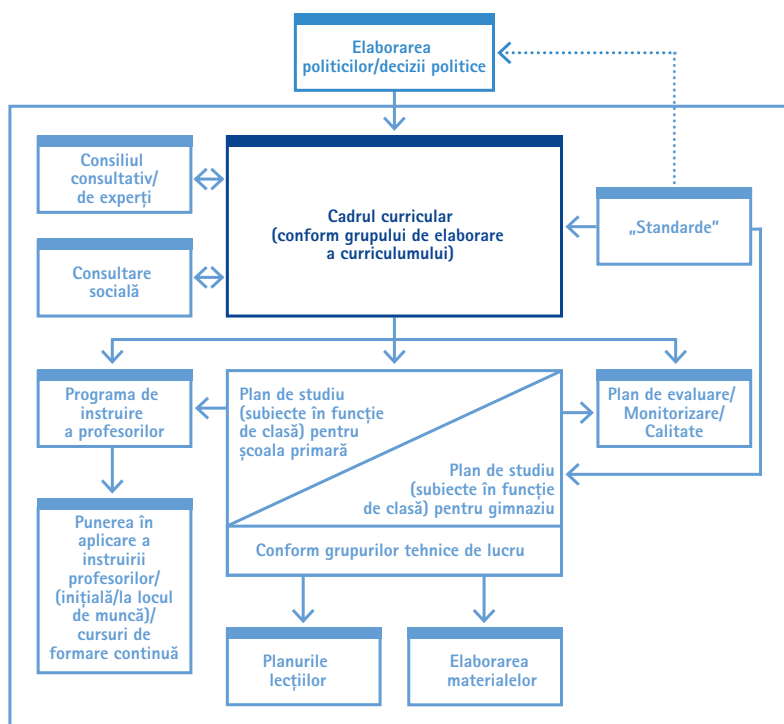 Elaborarea
politicilor/decizii politice
Consiliul
consultativ/
de experți
Cadrul curricular
(conform grupului de elaborare
a curriculumului)
„Standarde”
Consultare
socială
Programa de
instruire
a profesorilor
Plan de studiu
(subiecte în funcție
de clasă) pentru
școala primară
Plan de studiu
(subiecte în funcție
de clasă) pentru gimnaziu
Plan de evaluare/
Monitorizare/
Calitate
Conform grupurilor tehnice de lucru
Punerea în
aplicare a
instruirii
profesorilor/
(inițială/la locul
de muncă)/
cursuri de
formare continuă
Planurile
lecțiilor
Elaborarea
materialelor